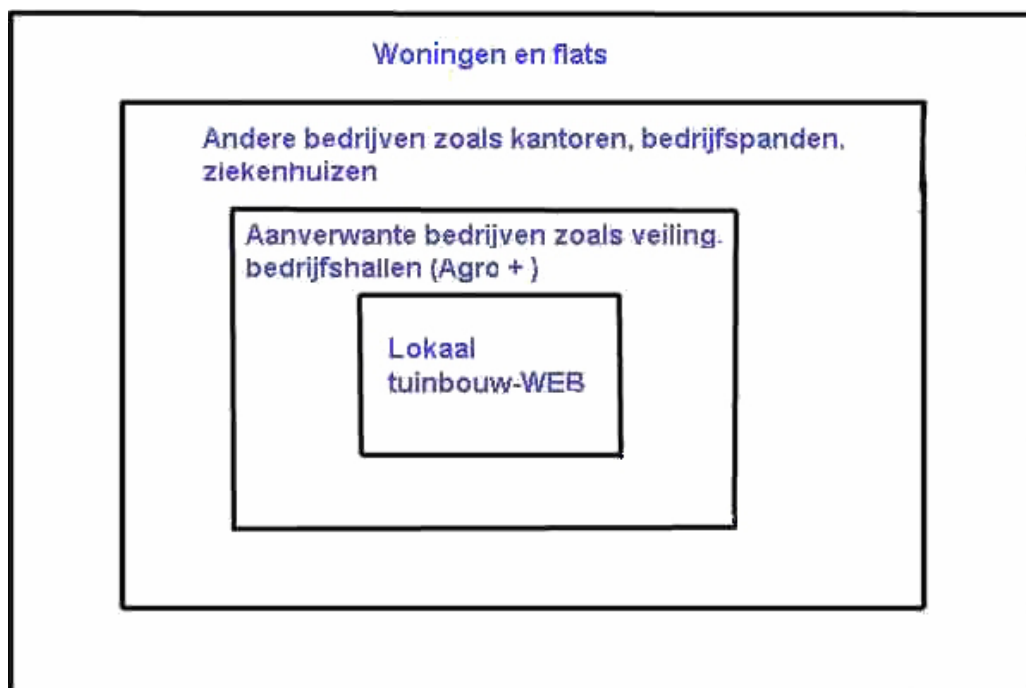 Woningen en flats
Andere bedrijven zoals kantoren, bedrijfspanden,
ziekenhuizen
Aanverwante bedrijven zoals veiling.
bedrijfshallen (Agro + )
Lokaal
tuinbouw-WEB